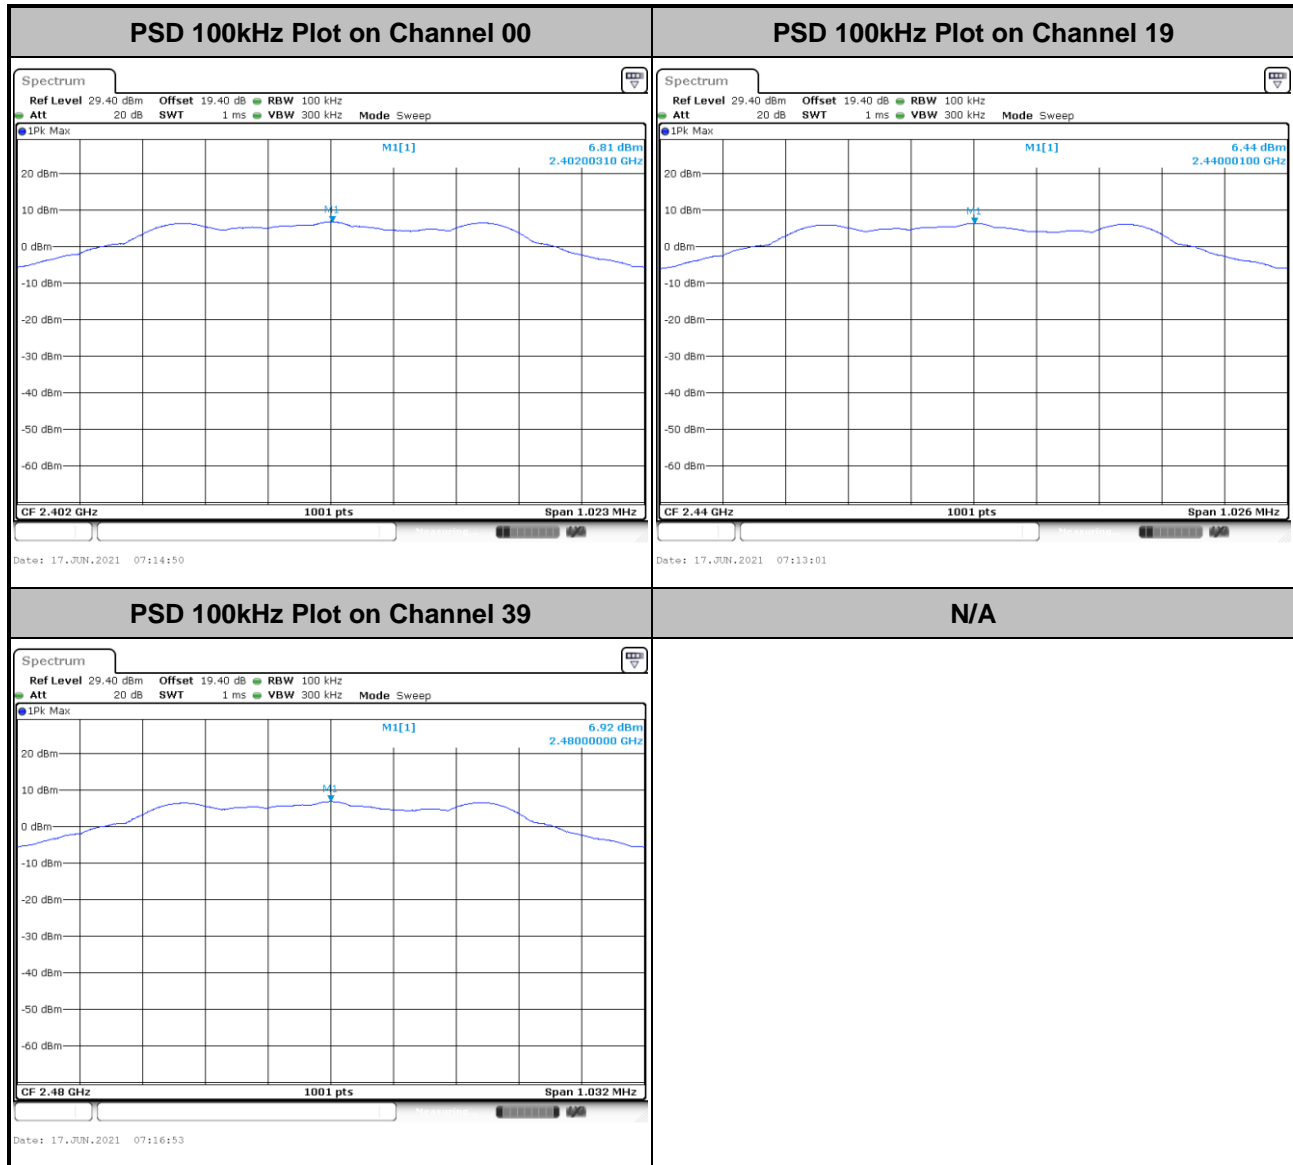 PSD 100kHz Plot on Channel 00
Spectrum
Ref Level 29.40 dBm Offset 19.40 dB RBW 100 kHz
Att 20 dB SWT 1 ms VBW 300 kHz Mode Sweep
1Pk Max
M1[1] 6.81 dBm
2.40200310 GHz
M1
20 dBm
10 dBm
0 dBm
-10 dBm
-20 dBm
-30 dBm
-40 dBm
-50 dBm
-60 dBm
CF 2.402 GHz 1001 pts Span 1.023 MHz
Date: 17.JUN.2021 07:14:50
PSD 100kHz Plot on Channel 19
Spectrum
Ref Level 29.40 dBm Offset 19.40 dB RBW 100 kHz
Att 20 dB SWT 1 ms VBW 300 kHz Mode Sweep
1Pk Max
M1[1] 6.44 dBm
2.44000100 GHz
M1
20 dBm
10 dBm
0 dBm
-10 dBm
-20 dBm
-30 dBm
-40 dBm
-50 dBm
-60 dBm
CF 2.44 GHz 1001 pts Span 1.026 MHz
Date: 17.JUN.2021 07:13:01
PSD 100kHz Plot on Channel 39
Spectrum
Ref Level 29.40 dBm Offset 19.40 dB RBW 100 kHz
Att 20 dB SWT 1 ms VBW 300 kHz Mode Sweep
1Pk Max
M1[1] 6.92 dBm
2.48000000 GHz
M1
20 dBm
10 dBm
0 dBm
-10 dBm
-20 dBm
-30 dBm
-40 dBm
-50 dBm
-60 dBm
CF 2.48 GHz 1001 pts Span 1.032 MHz
Measuring...
Date: 17.JUN.2021 07:16:53
N/A